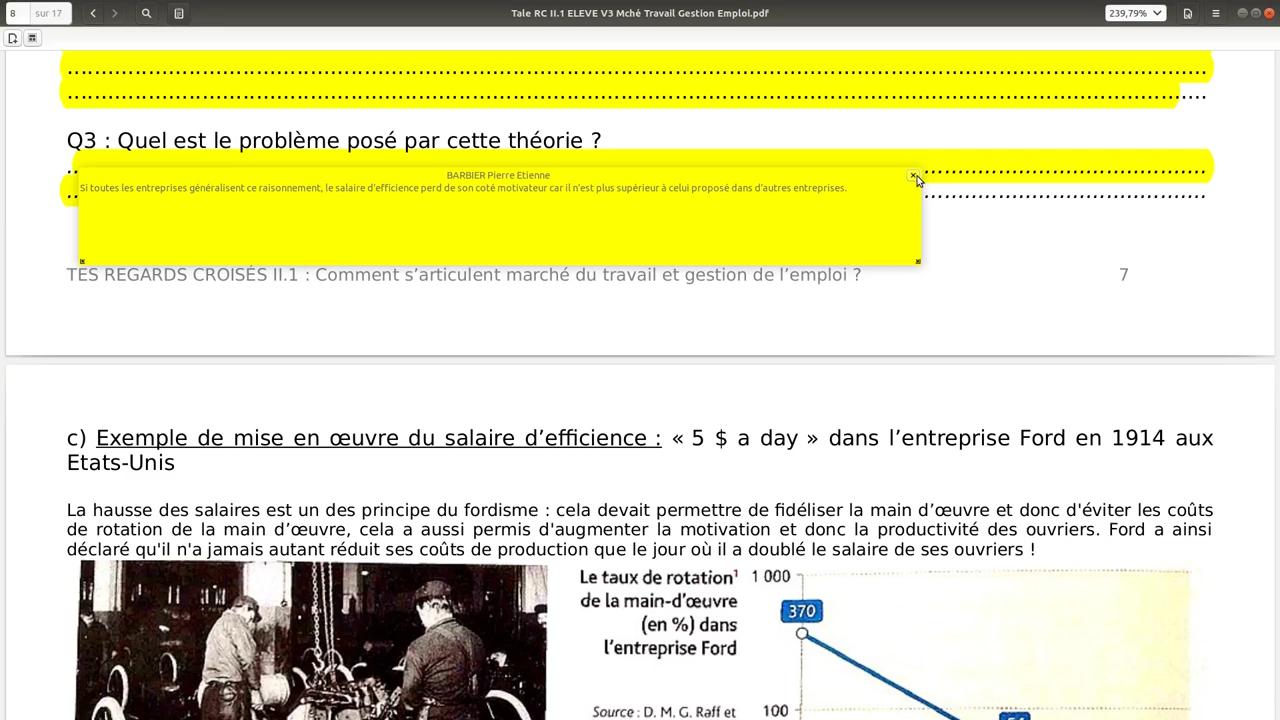 8 sur 17
Tale RC II.1 ELEVE V3 Mché Travail Gestion Emploi.pdf
239,79%
Q3 : Quel est le problème posé par cette théorie ?
BARBIER Pierre Etienne
Si toutes les entreprises généralisent ce raisonnement, le salaire d'efficience perd de son coté motivateur car il n'est plus supérieur à celui proposé dans d'autres entreprises.
TES REGARDS CROISÉS II.1 : Comment s’articulent marché du travail et gestion de l’emploi ? 7
c) Exemple de mise en œuvre du salaire d’efficience : « 5 $ a day » dans l’entreprise Ford en 1914 aux
Etats-Unis
La hausse des salaires est un des principe du fordisme : cela devait permettre de fidéliser la main d’œuvre et donc d'éviter les coûts
de rotation de la main d’œuvre, cela a aussi permis d'augmenter la motivation et donc la productivité des ouvriers. Ford a ainsi
déclaré qu'il n'a jamais autant réduit ses coûts de production que le jour où il a doublé le salaire de ses ouvriers !
Le taux de rotation¹
de la main-d’œuvre
(en %) dans
l’entreprise Ford
Source : D. M. G. Raff et
1 000
370
100